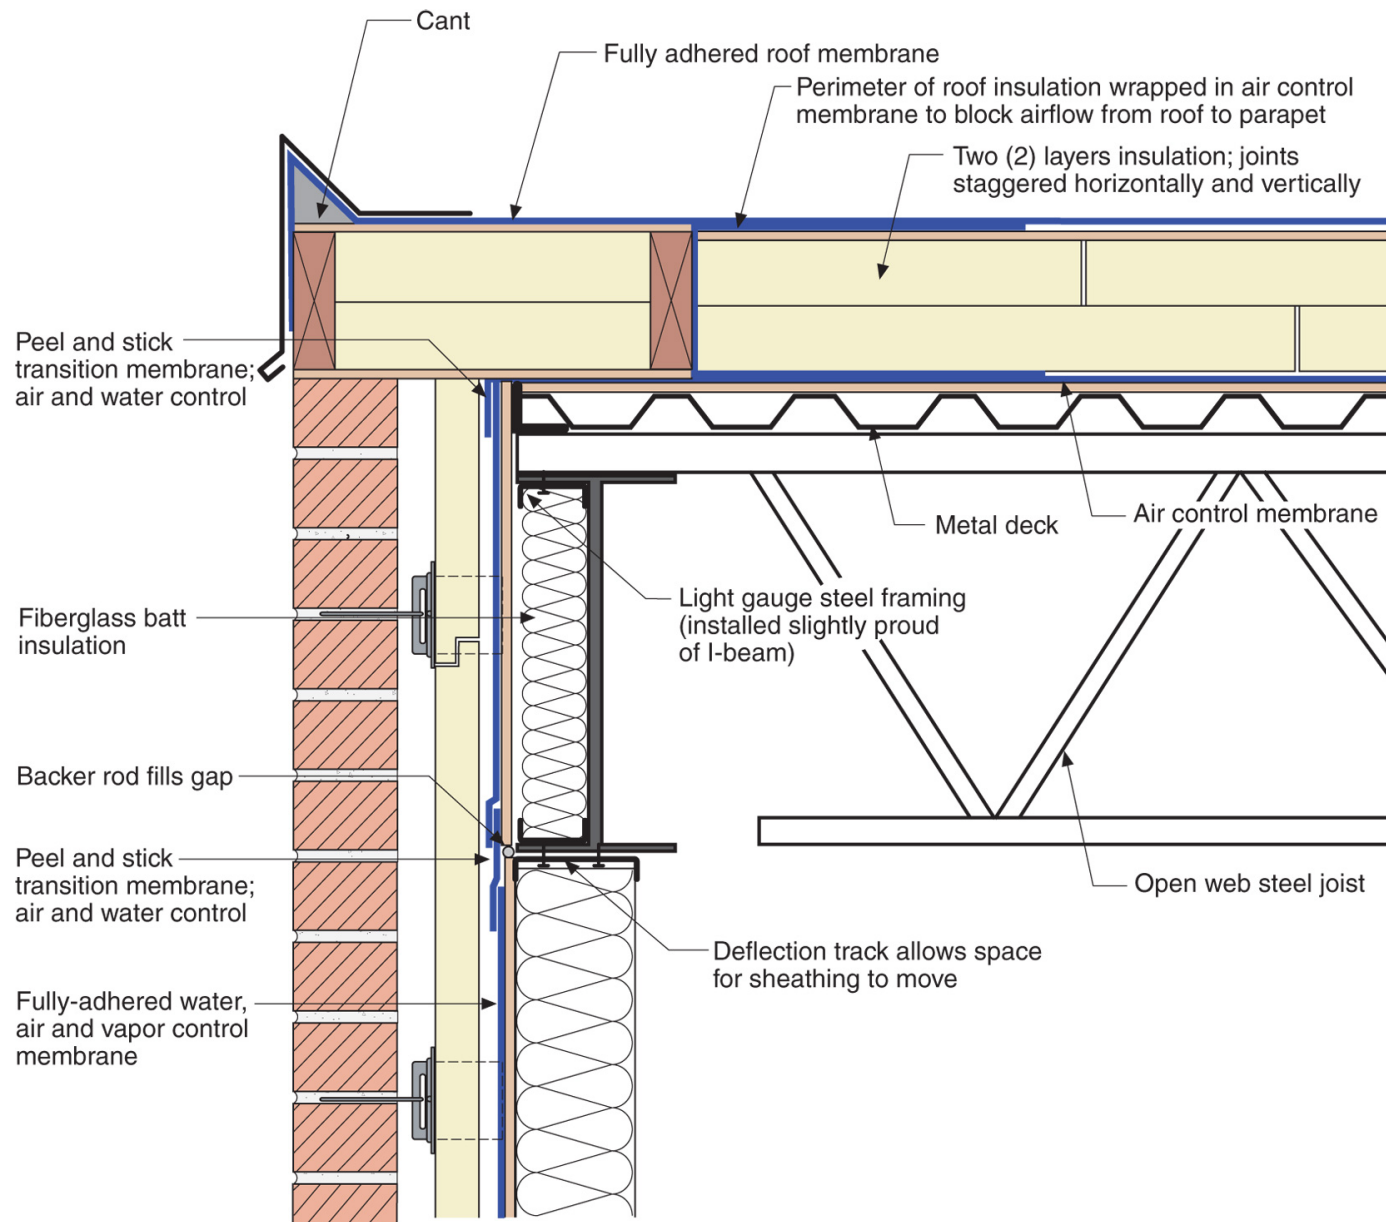 Cant
Fully adhered roof membrane
Perimeter of roof insulation wrapped in air control
membrane to block airflow from roof to parapet
Two (2) layers insulation; joints
staggered horizontally and vertically
Peel and stick
transition membrane;
air and water control
Metal deck
Air control membrane
Light gauge steel framing
(installed slightly proud
of I-beam)
Fiberglass batt
insulation
Backer rod fills gap
Peel and stick
transition membrane;
air and water control
Open web steel joist
Deflection track allows space
for sheathing to move
Fully-adhered water,
air and vapor control
membrane